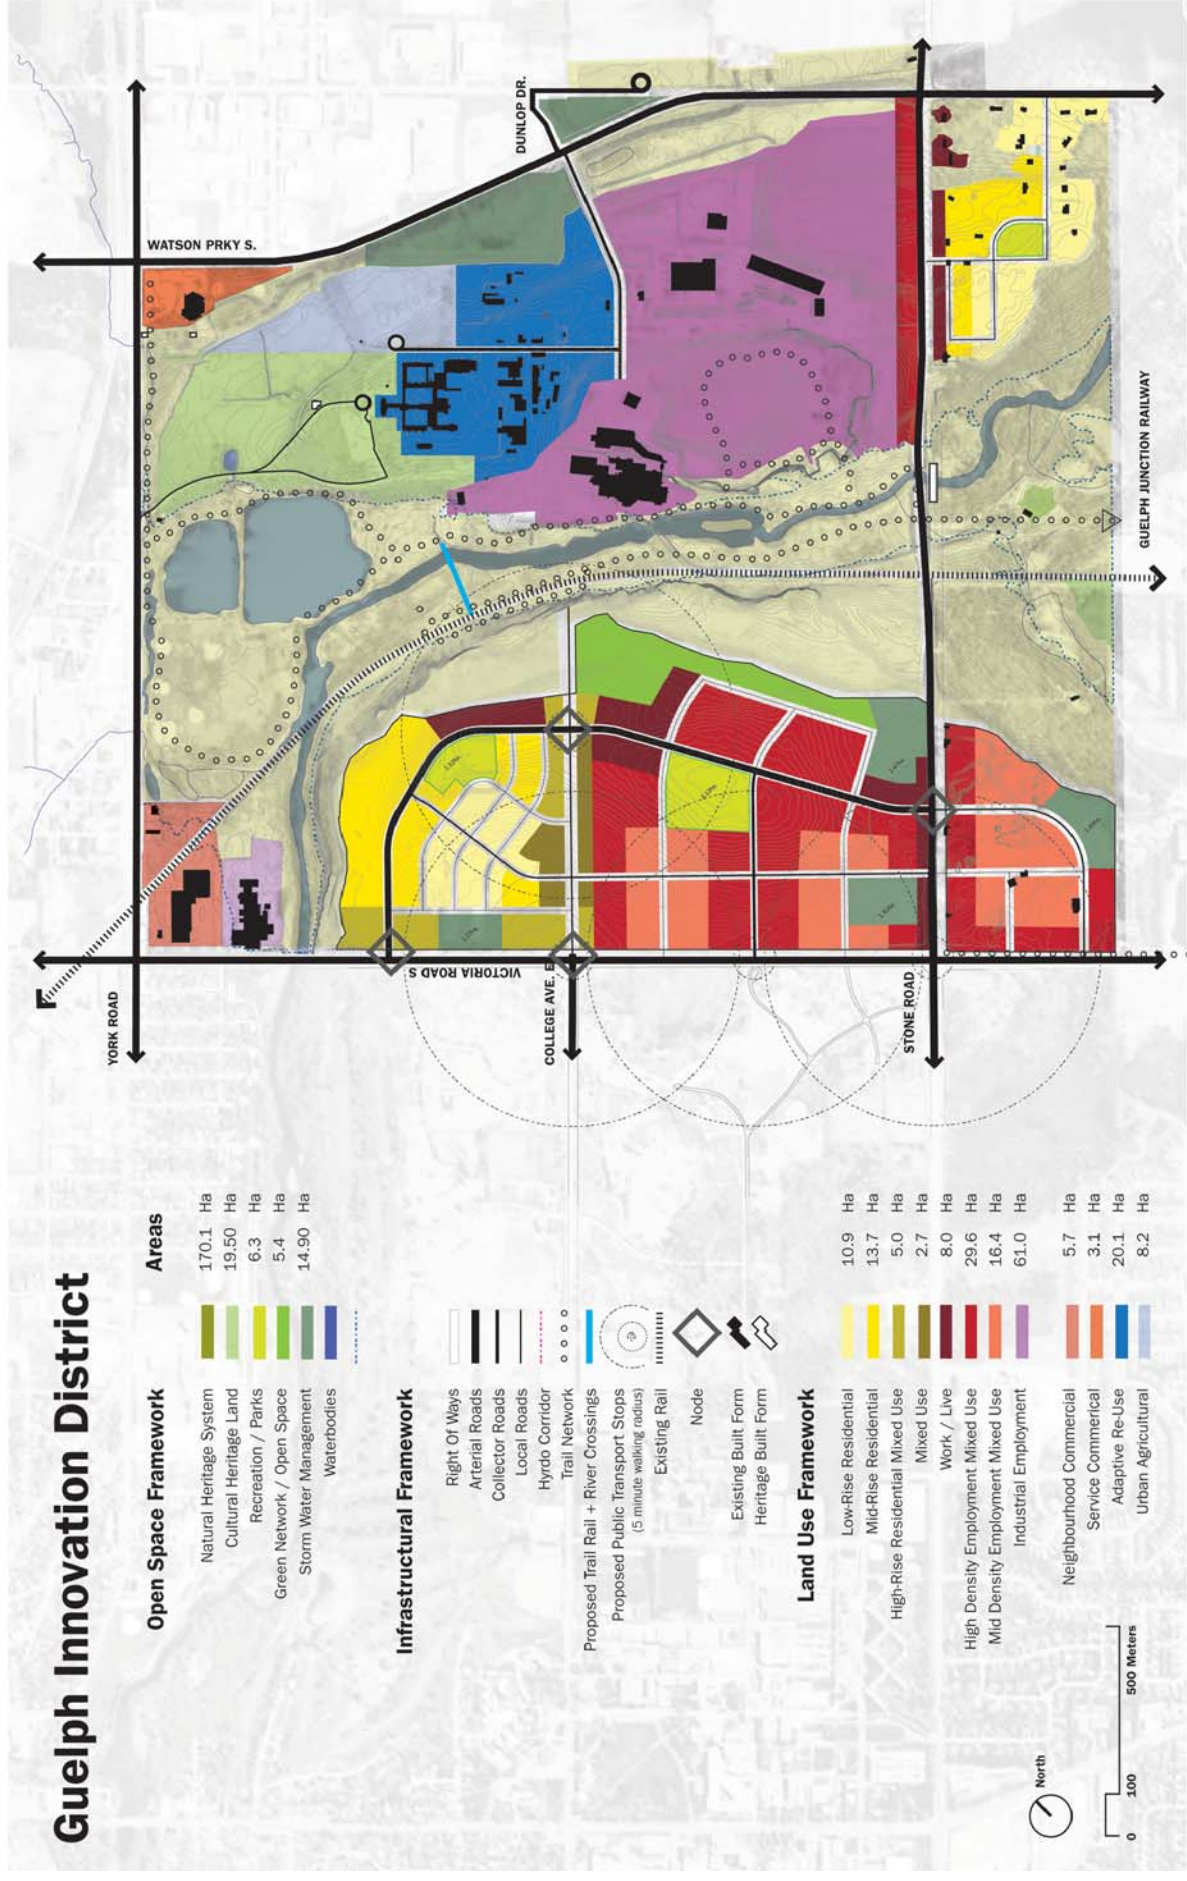 Guelph Innovation District
Open Space Framework
Areas
Natural Heritage System 170.1 Ha
Cultural Heritage Land 19.50 Ha
Recreation / Parks 6.3 Ha
Green Network / Open Space 5.4 Ha
Storm Water Management 14.90 Ha
Waterbodies
Infrastructural Framework
Right Of Ways
Arterial Roads
Collector Roads
Local Roads
Hyrdo Corridor
Trail Network
Proposed Trail Rail + River Crossings
Proposed Public Transport Stops
(5 minute walking radius)
Existing Rail
Node
Existing Built Form
Heritage Built Form
Land Use Framework
Low-Rise Residential 10.9 Ha
Mid-Rise Residential 13.7 Ha
High-Rise Residential Mixed Use 5.0 Ha
Mixed Use 2.7 Ha
Work / Live 8.0 Ha
High Density Employment Mixed Use 29.6 Ha
Mid Density Employment Mixed Use 16.4 Ha
Industrial Employment 61.0 Ha
Neighbourhood Commercial 5.7 Ha
Service Commerical 3.1 Ha
Adaptive Re-Use 20.1 Ha
Urban Agricultural 8.2 Ha
North
0 100 500 Meters
YORK ROAD
VICTORIA ROAD S
COLLEGE AVE. E
STONE ROAD
WATSON PRKY S.
DUNLOP DR.
GUELPH JUNCTION RAILWAY